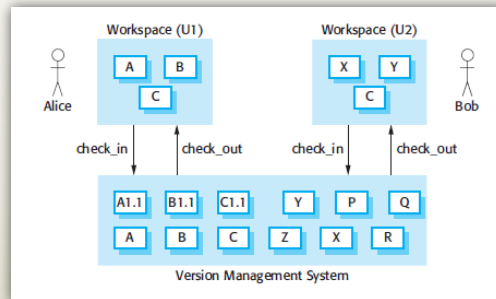 Workspace (U1) Workspace (U2)
A B X Y
C C
Alice Bob
check_in check_out check_in check_out
A1.1 B1.1 C1.1 Y P Q
A B C Z X R
Version Management System